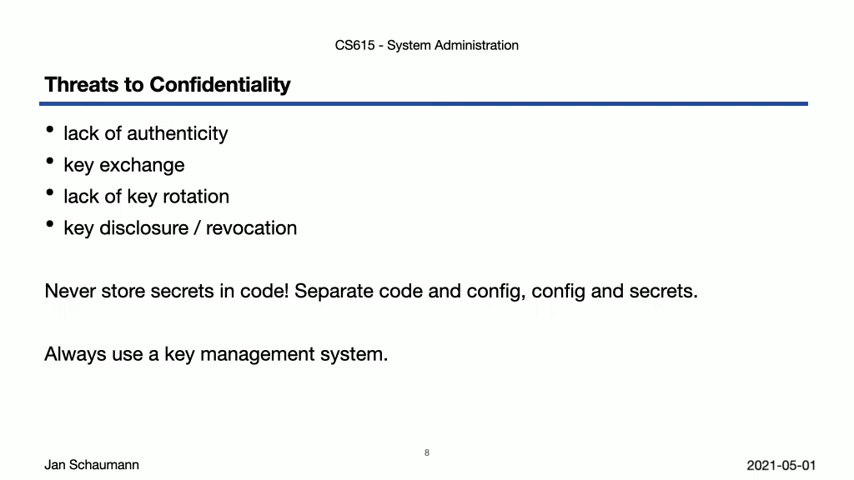 CS615 - System Administration
Threats to Confidentiality
• lack of authenticity
• key exchange
• lack of key rotation
• key disclosure / revocation
Never store secrets in code! Separate code and config, config and secrets.
Always use a key management system.
8
Jan Schaumann
2021-05-01